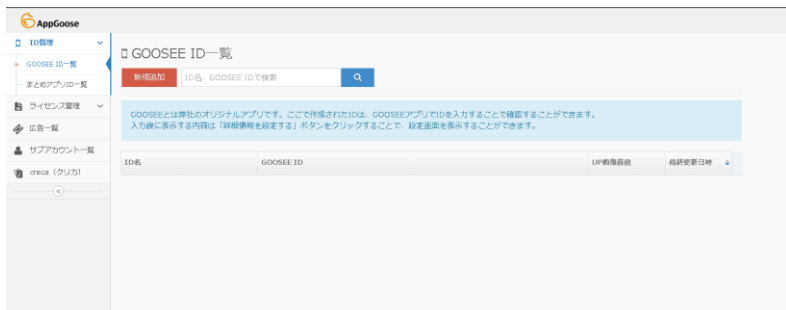 AppGoose
ID管理
GOOSEE ID一覧
まとめアプリID一覧
ライセンス管理
広告一覧
サブアカウント一覧
creca（クリカ）
GOOSEE ID一覧
新規追加
ID名、GOOSEE IDで検索
GOOSEEとは弊社のオリジナルアプリです。ここで作成されたIDは、GOOSEEアプリでIDを入力することで確認することができます。
入力後に表示する内容は「詳細情報を設定する」ボタンをクリックすることで、設定画面を表示することができます。
ID名 GOOSEE ID UP画像容量 最終更新日時